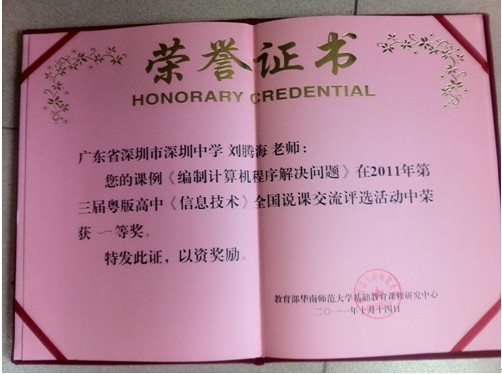 荣誉证书
HONORARY CREDENTIAL
广东省深圳市深圳中学 刘腾海 老师：
您的课例《编制计算机程序解决问题》在2011年第
三届粤版高中《信息技术》全国说课交流评选活动中荣
获 一 等奖。
特发此证，以资奖励。
教育部华南师范大学基础教育课程研究中心
二〇一一年十月十四日